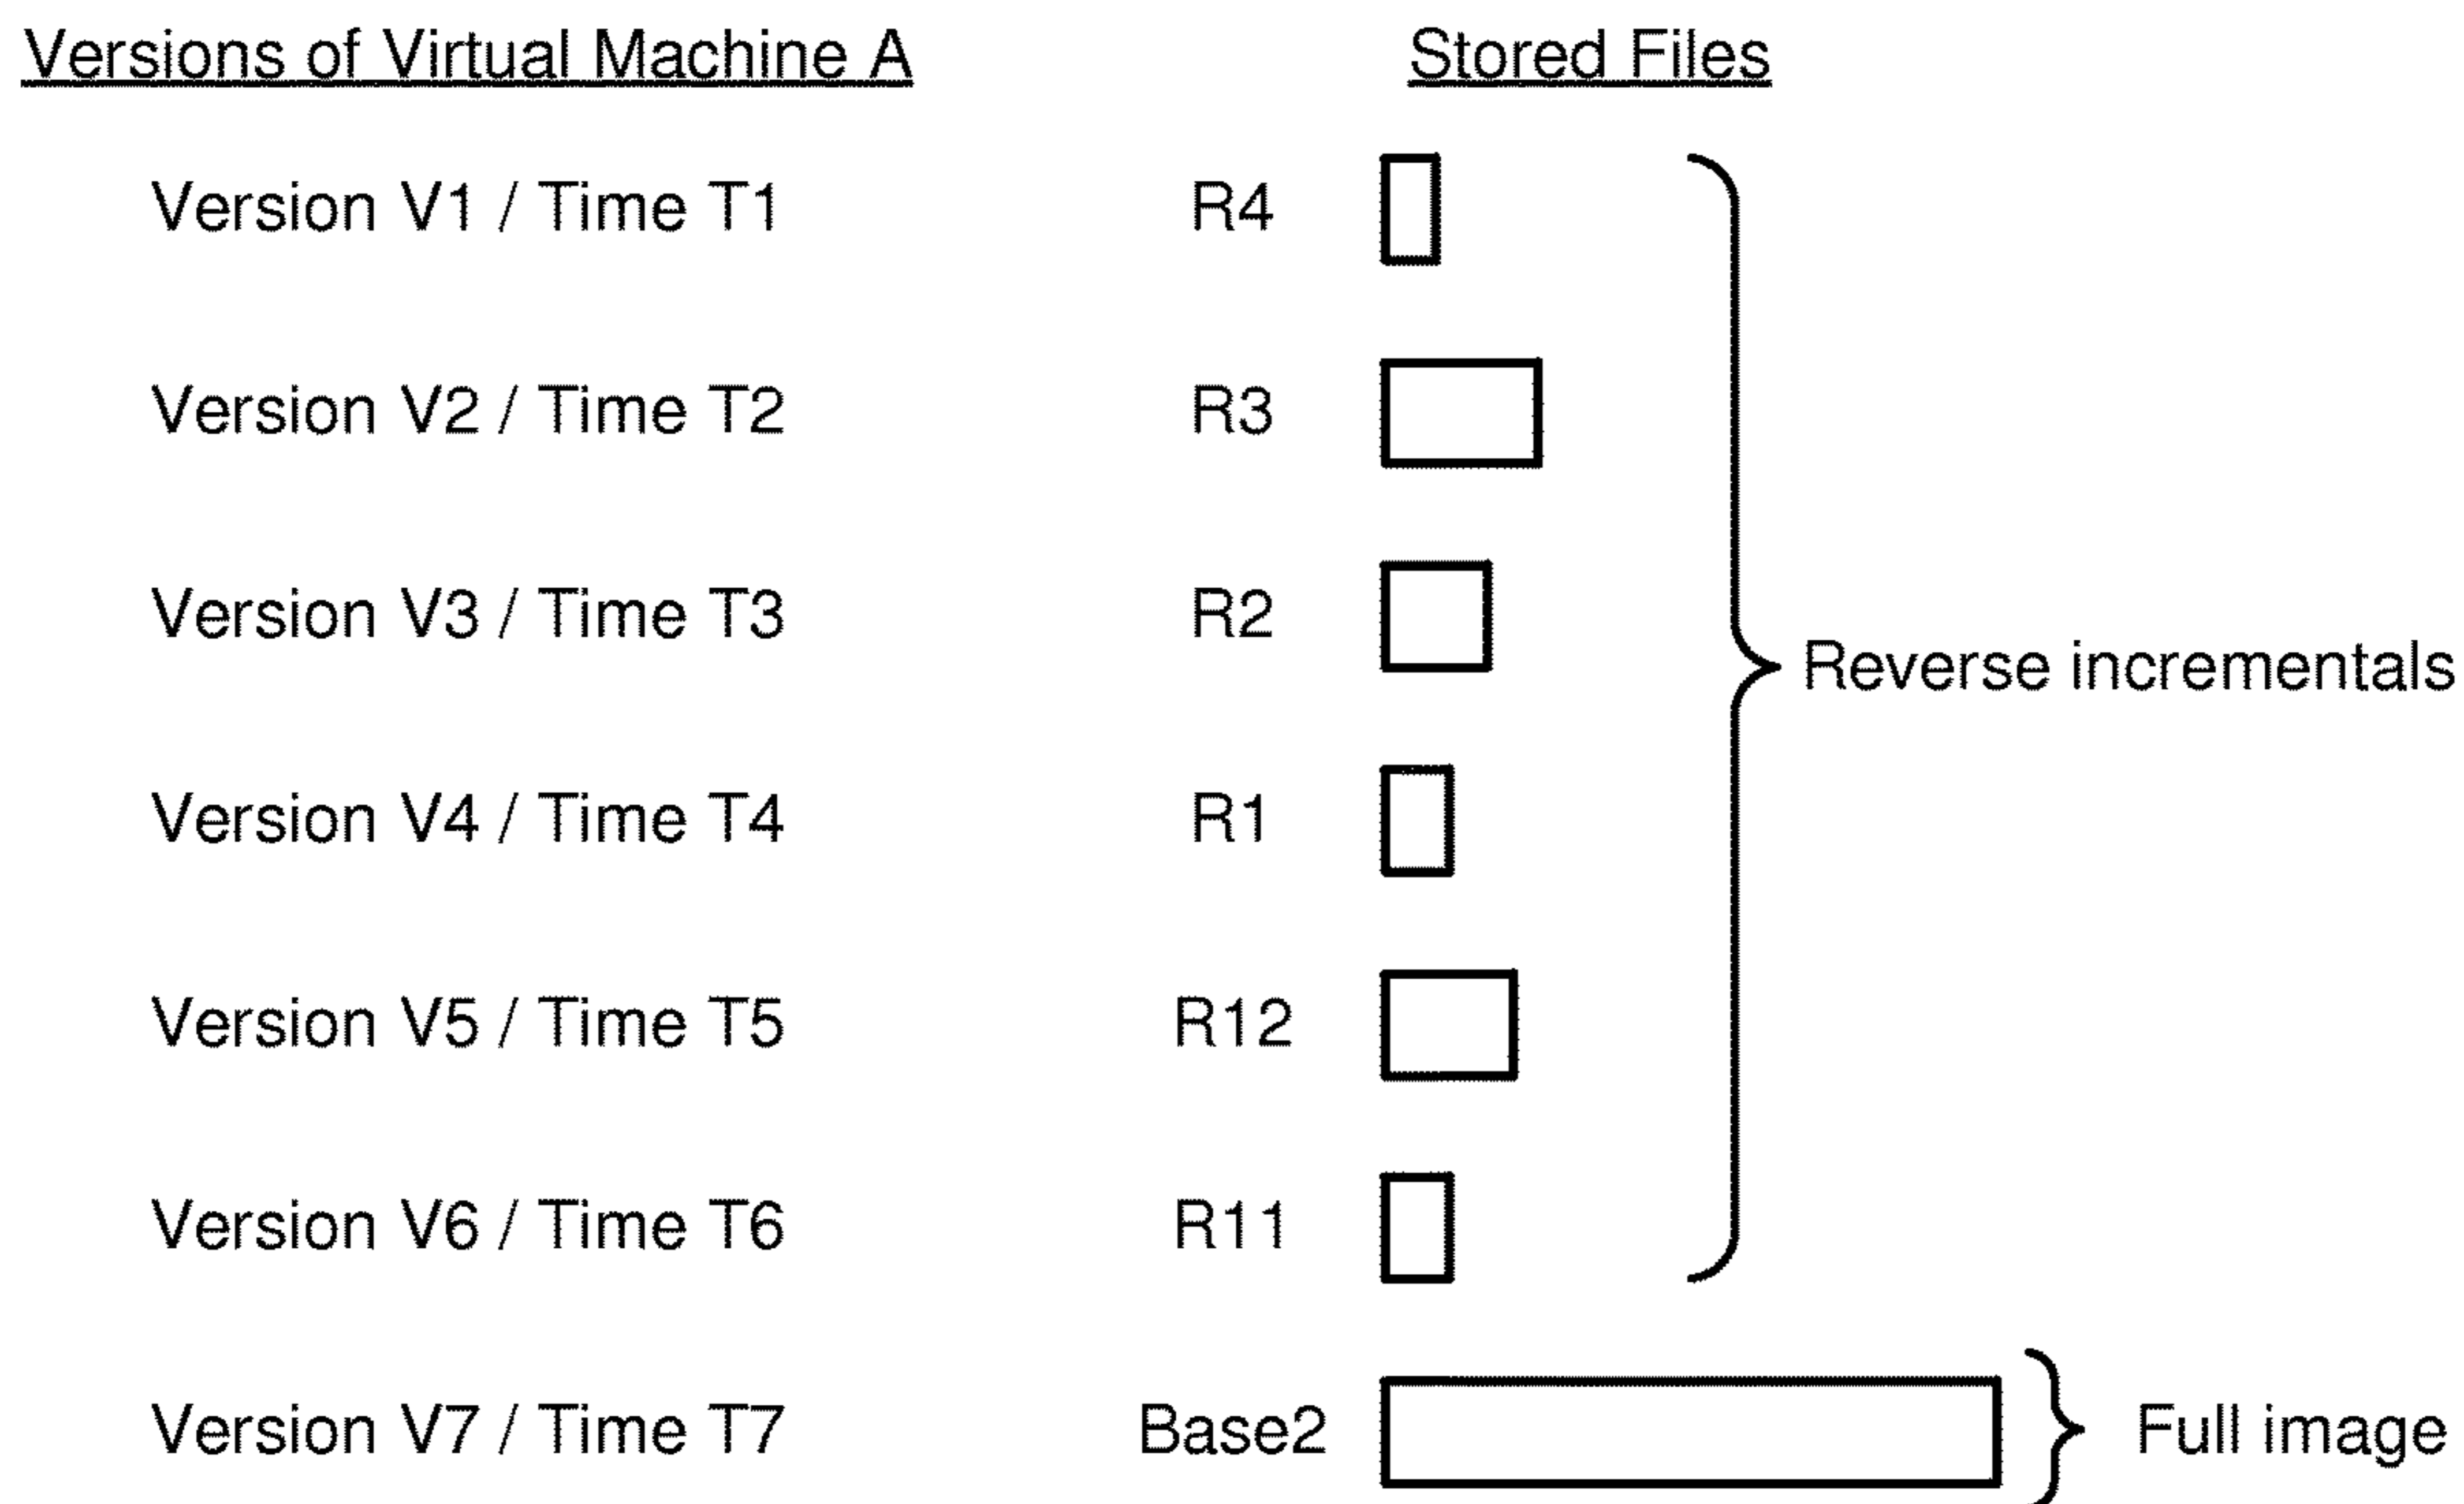 Versions of Virtual Machine A    Stored Files
Version V1 / Time T1    R4
Version V2 / Time T2    R3
Version V3 / Time T3    R2
Reverse incrementals
Version V4 / Time T4    R1
Version V5 / Time T5    R12
Version V6 / Time T6    R11
Version V7 / Time T7    Base2    Full image